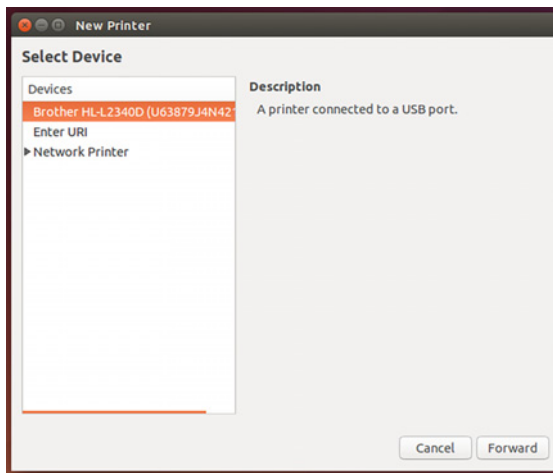 New Printer
Select Device
Devices
Brother HL-L2340D (U63879J4N421
Enter URI
Network Printer
Description
A printer connected to a USB port.
Cancel
Forward